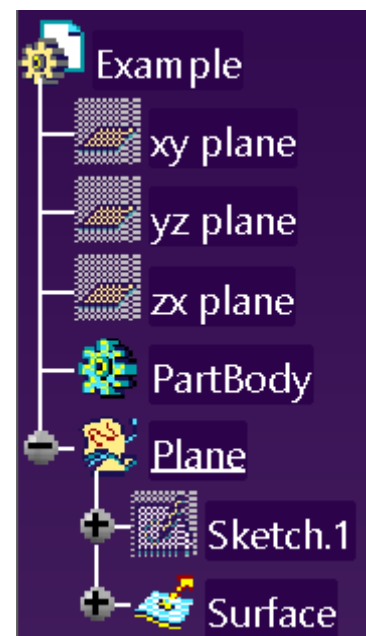 Example
xy plane
yz plane
zx plane
PartBody
Plane
Sketch.1
Surface